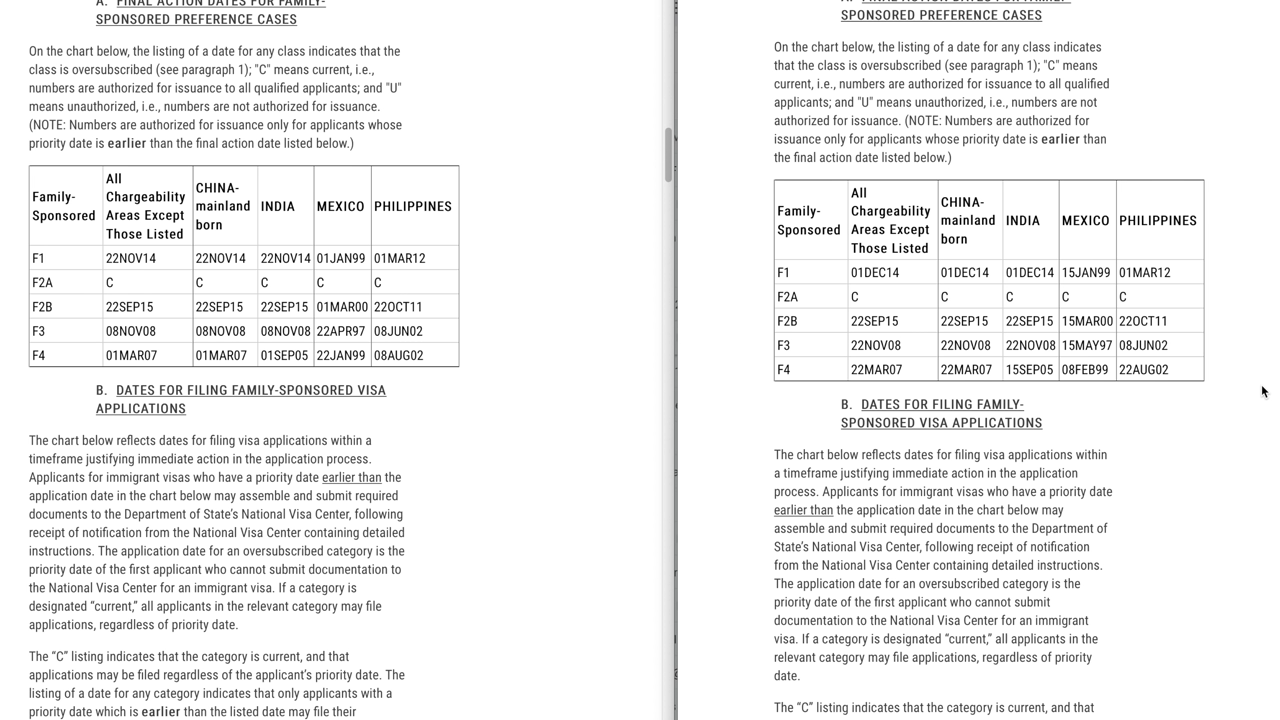 A. FINAL ACTION DATES FOR FAMILY-
SPONSORED PREFERENCE CASES
On the chart below, the listing of a date for any class indicates that the
class is oversubscribed (see paragraph 1); "C" means current, i.e.,
numbers are authorized for issuance to all qualified applicants; and "U"
means unauthorized, i.e., numbers are not authorized for issuance.
(NOTE: Numbers are authorized for issuance only for applicants whose
priority date is earlier than the final action date listed below.)
Family-
Sponsored
All
Chargeability
Areas Except
Those Listed
CHINA-
mainland
born
INDIA
MEXICO
PHILIPPINES
F1 22NOV14 22NOV14 22NOV14 01JAN99 01MAR12
F2A C C C C C
F2B 22SEP15 22SEP15 22SEP15 01MAR00 22OCT11
F3 08NOV08 08NOV08 08NOV08 22APR97 08JUN02
F4 01MAR07 01MAR07 01SEP05 22JAN99 08AUG02
B. DATES FOR FILING FAMILY-SPONSORED VISA
APPLICATIONS
The chart below reflects dates for filing visa applications within a
timeframe justifying immediate action in the application process.
Applicants for immigrant visas who have a priority date earlier than the
application date in the chart below may assemble and submit required
documents to the Department of State’s National Visa Center, following
receipt of notification from the National Visa Center containing detailed
instructions. The application date for an oversubscribed category is the
priority date of the first applicant who cannot submit documentation to
the National Visa Center for an immigrant visa. If a category is
designated “current,” all applicants in the relevant category may file
applications, regardless of priority date.
The “C” listing indicates that the category is current, and that
applications may be filed regardless of the applicant’s priority date. The
listing of a date for any category indicates that only applicants with a
priority date which is earlier than the listed date may file their
A. FINAL ACTION DATES FOR FAMILY-
SPONSORED PREFERENCE CASES
On the chart below, the listing of a date for any class indicates
that the class is oversubscribed (see paragraph 1); "C" means
current, i.e., numbers are authorized for issuance to all qualified
applicants; and "U" means unauthorized, i.e., numbers are not
authorized for issuance. (NOTE: Numbers are authorized for
issuance only for applicants whose priority date is earlier than
the final action date listed below.)
Family-
Sponsored
All
Chargeability
Areas Except
Those Listed
CHINA-
mainland
born
INDIA
MEXICO
PHILIPPINES
F1 01DEC14 01DEC14 01DEC14 15JAN99 01MAR12
F2A C C C C C
F2B 22SEP15 22SEP15 22SEP15 15MAR00 22OCT11
F3 22NOV08 22NOV08 22NOV08 15MAY97 08JUN02
F4 22MAR07 22MAR07 15SEP05 08FEB99 22AUG02
B. DATES FOR FILING FAMILY-
SPONSORED VISA APPLICATIONS
The chart below reflects dates for filing visa applications within
a timeframe justifying immediate action in the application
process. Applicants for immigrant visas who have a priority date
earlier than the application date in the chart below may
assemble and submit required documents to the Department of
State’s National Visa Center, following receipt of notification
from the National Visa Center containing detailed instructions.
The application date for an oversubscribed category is the
priority date of the first applicant who cannot submit
documentation to the National Visa Center for an immigrant
visa. If a category is designated “current,” all applicants in the
relevant category may file applications, regardless of priority
date.
The “C” listing indicates that the category is current, and that